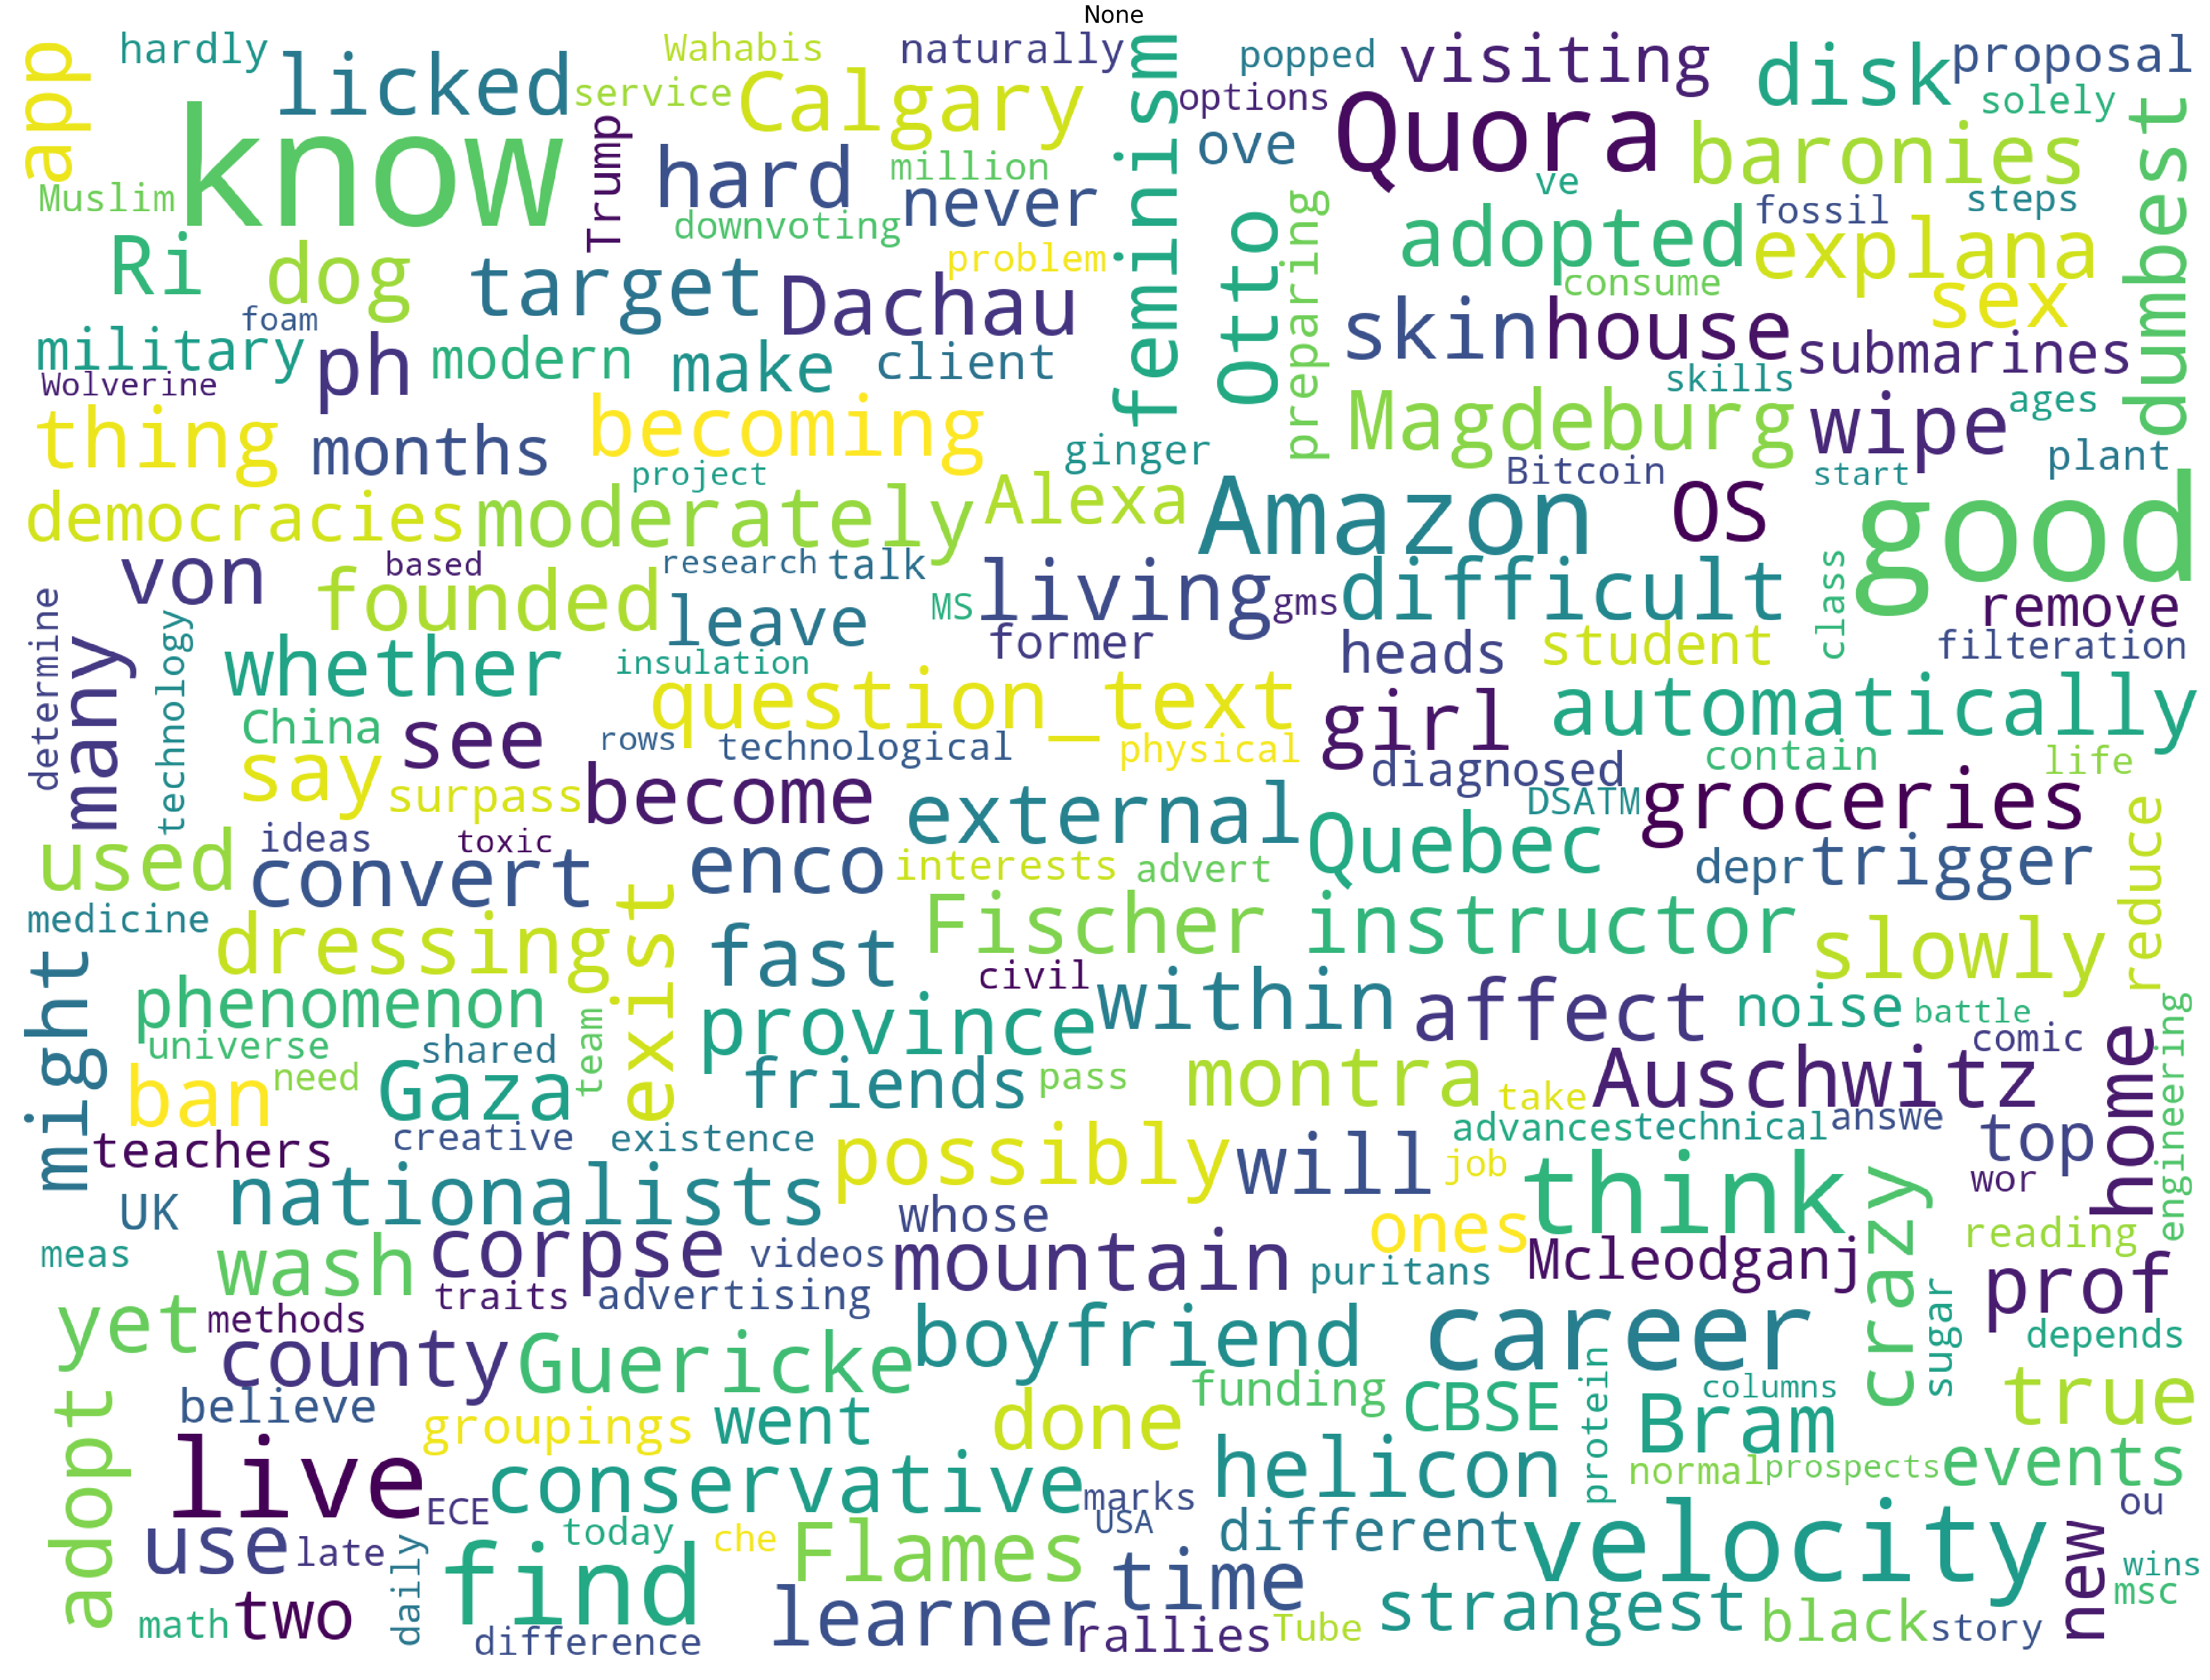 None
app
hardly
licked
Wahabis
service
Calgary
naturally
feminism
popped
options
visiting
Quora
disk
proposal
solely
dumbest
know
Trump
hard
million
never
downvoting
ove
baronies
ve
steps
Muslim
Ri
dog
target
problem
Dachau
Otto
preparing
adopted
fossil
explana
consume
sex
military
foam
ph
modern
make
client
skin
house
submarines
skills
Wolverine
thing
months
becoming
project
ginger
Magdeburg
wipe
ages
plant
Bitcoin
start
democracies
moderately
Alexa
Amazon
OS
good
von
based
founded
research
talk
leave
MS
living
gms
former
difficult
class
remove
determine
many
technology
whether
insulation
heads
student
filteration
question_text
girl
automatically
China
see
rows
technological
physical
diagnosed
contain
life
say
surpass
become
external
Quebec
DSATM
groceries
reduce
used
ideas
toxic
convert
enco
interests
advert
depr
trigger
medicine
dressing
exist
fast
Fischer
instructor
slowly
might
phenomenon
civil
within
affect
noise
battle
universe
shared
team
province
comic
engineering
ban
need
Gaza
friends
pass
montra
take
Auschwitz
home
teachers
creative
existence
possibly
will
advances
technical
answe
top
job
think
crazy
wor
UK
nationalists
whose
ones
reading
meas
wash
corpse
videos
mountain
puritans
Mcleodganj
prof
traits
advertising
yet
methods
county
Guericke
boyfriend
career
sugar
depends
adopt
believe
groupings
went
done
funding
CBSE
protein
columns
Bram
true
live
ECE
conservative
marks
helicon
normal
prospects
events
use
late
daily
today
find
che
Flames
USA
different
velocity
ou
new
wins
msc
math
two
difference
learner
time
rallies
Tube
strangest
black
story